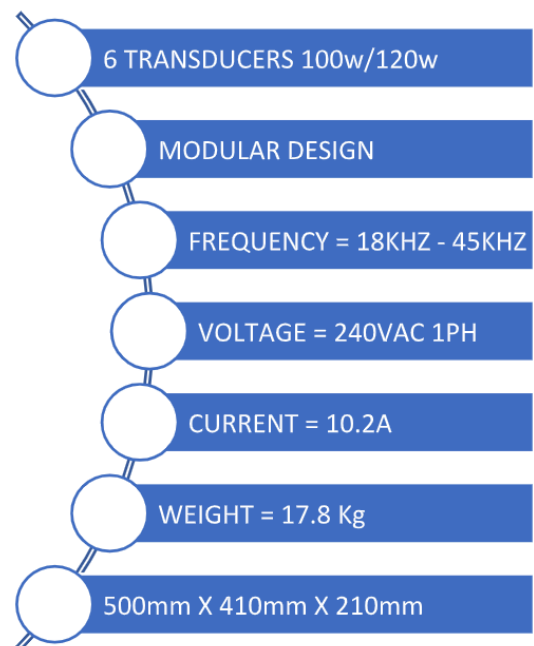 6 TRANSDUCERS 100w/120w
MODULAR DESIGN
FREQUENCY = 18KHZ - 45KHZ
VOLTAGE = 240VAC 1PH
CURRENT = 10.2A
WEIGHT = 17.8 Kg
500mm X 410mm X 210mm